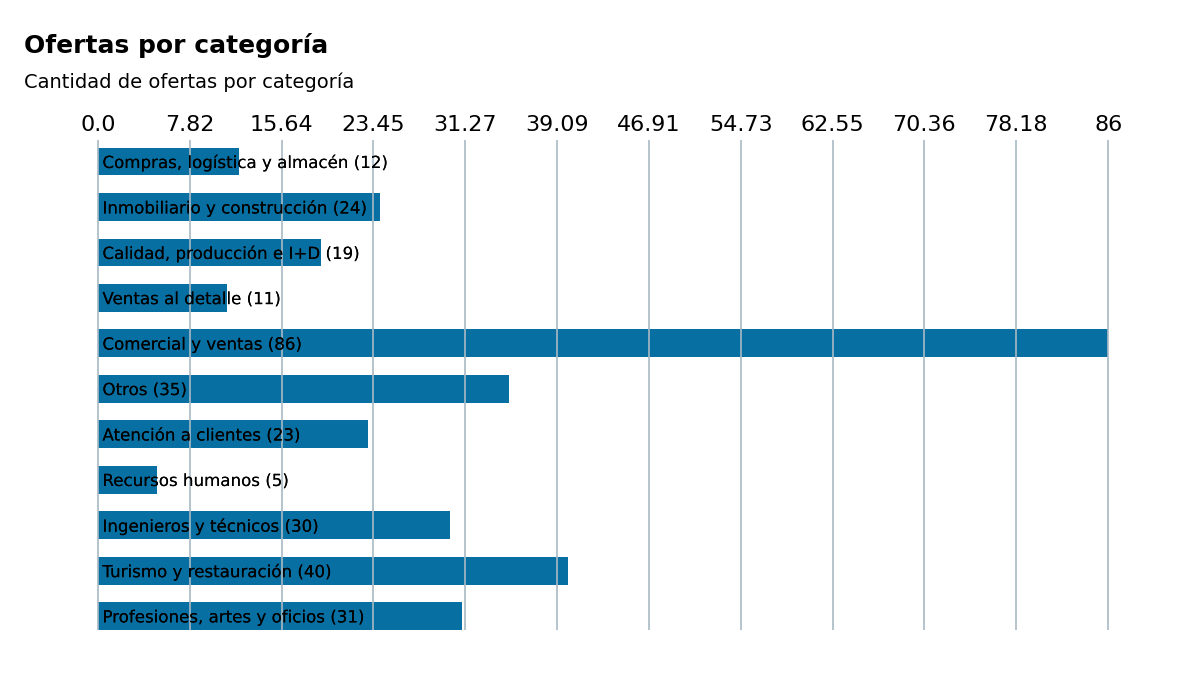 Ofertas por categoría
Cantidad de ofertas por categoría
0.0 7.82 15.64 23.45 31.27 39.09 46.91 54.73 62.55 70.36 78.18 86
Compras, logística y almacén (12)
Inmobiliario y construcción (24)
Calidad, producción e I+D (19)
Ventas al detalle (11)
Comercial y ventas (86)
Otros (35)
Atención a clientes (23)
Recursos humanos (5)
Ingenieros y técnicos (30)
Turismo y restauración (40)
Profesiones, artes y oficios (31)